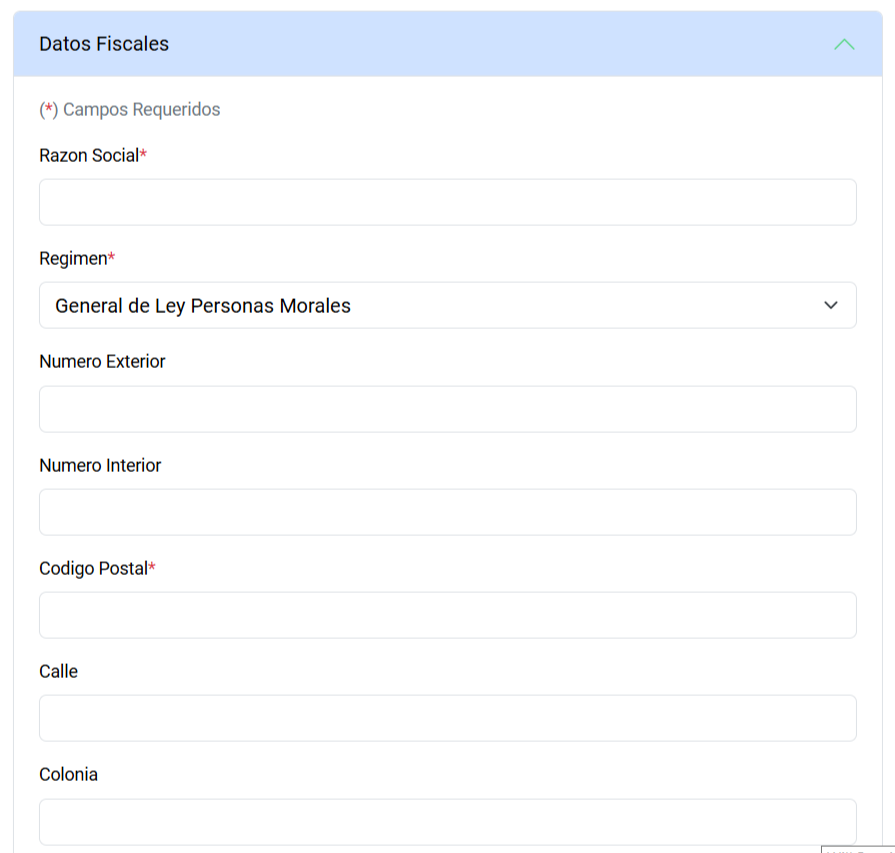 Datos Fiscales
(*) Campos Requeridos
Razon Social*
Regimen*
General de Ley Personas Morales
Numero Exterior
Numero Interior
Codigo Postal*
Calle
Colonia